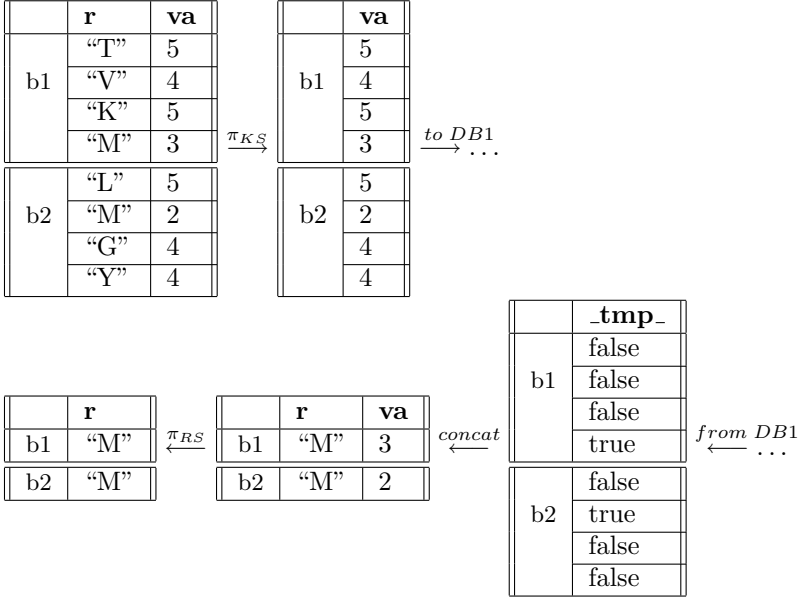 r va va
“T” 5 5
b1 “V” 4 b1 4
“K” 5 5
“M” 3 πKS 3 to DB1
⟶ ⟶ . . .
“L” 5 5
b2 “M” 2 b2 2
“G” 4 4
“Y” 4 4
_tmp_
false
b1 false
false
true
r r va
b1 “M” πRS b1 “M” 3 concat from DB1
⟵ ⟵ ⟵ . . .
b2 “M” b2 “M” 2
false
b2 true
false
false